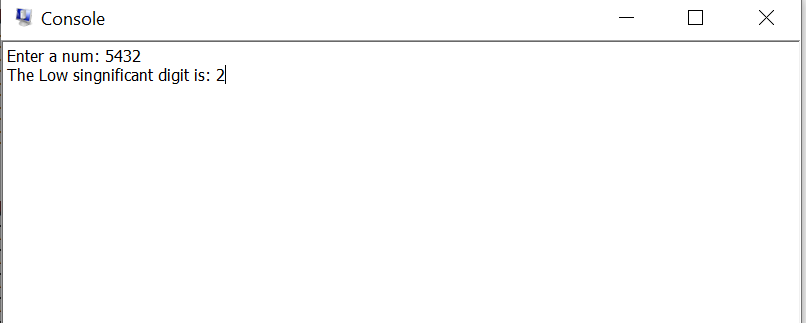 Console
Enter a num: 5432
The Low singnificant digit is: 2